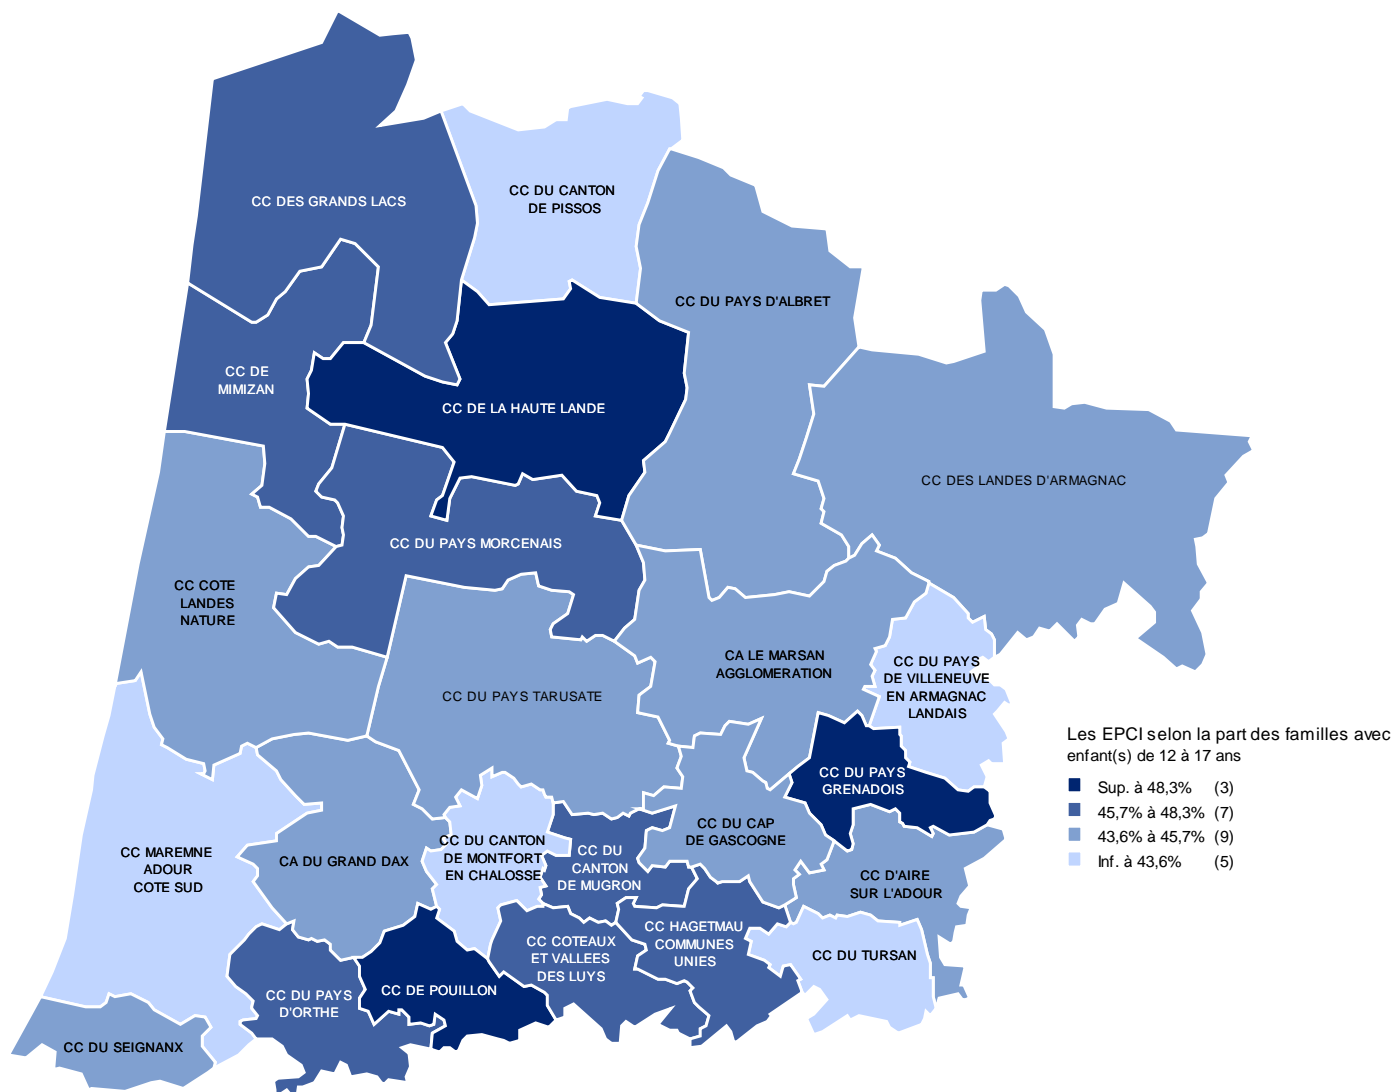 CC DES GRANDS LACS
CC DU CANTON
DE PISSOS
CC DU PAYS D'ALBRET
CC DE
MIMIZAN
CC DE LA HAUTE LANDE
CC DES LANDES D'ARMAGNAC
CC DU PAYS MORCENAIS
CC COTE
LANDES
NATURE
CC DU PAYS TARUSATE
CA LE MARSAN
AGGLOMERATION
CC DU PAYS
DE VILLENEUVE
EN ARMAGNAC
LANDAIS
CC DU PAYS
GRENADOIS
CC MAREMNE
ADOUR
COTE SUD
CA DU GRAND DAX
CC DU CANTON
DE MONTFORT
EN CHALOSSE
CC DU
CANTON
DE MUGRON
CC DU CAP
DE GASCOGNE
CC D'AIRE
SUR L'ADOUR
CC HAGETMAU
COMMUNES
UNIES
CC COTEAUX
ET VALLEES
DES LUYS
CC DU TURSAN
CC DE POUILLON
CC DU PAYS
D'ORTHE
CC DU SEIGNANX
Les EPCI selon la part des familles avec
enfant(s) de 12 à 17 ans
Sup. à 48,3% (3)
45,7% à 48,3% (7)
43,6% à 45,7% (9)
Inf. à 43,6% (5)